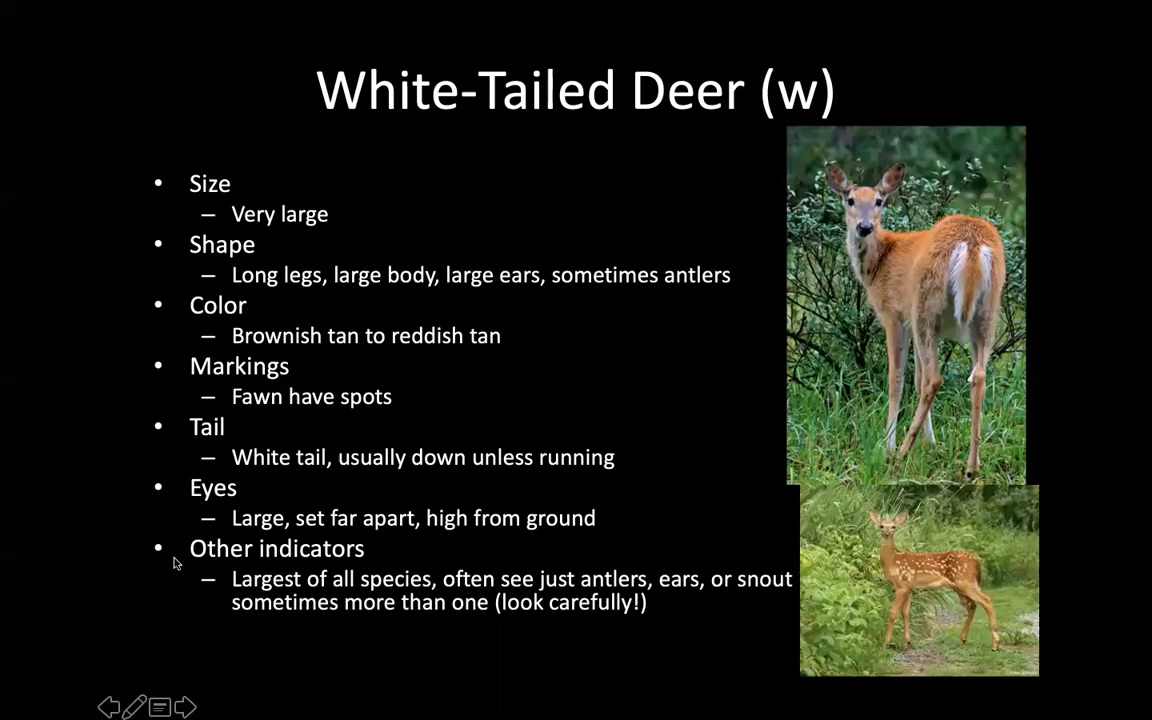 White-Tailed Deer (w)
• Size
– Very large
• Shape
– Long legs, large body, large ears, sometimes antlers
• Color
– Brownish tan to reddish tan
• Markings
– Fawn have spots
• Tail
– White tail, usually down unless running
• Eyes
– Large, set far apart, high from ground
• Other indicators
– Largest of all species, often see just antlers, ears, or snout
sometimes more than one (look carefully!)